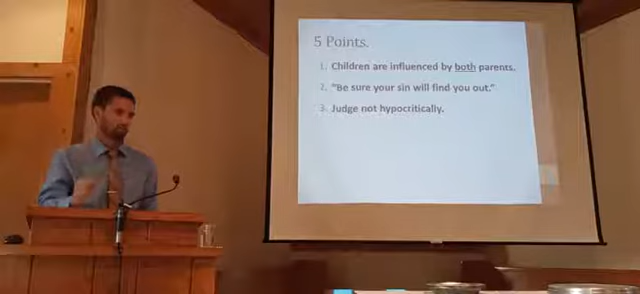 5 Points.
1. Children are influenced by both parents.
2. "Be sure your sin will find you out."
3. Judge not hypocritically.